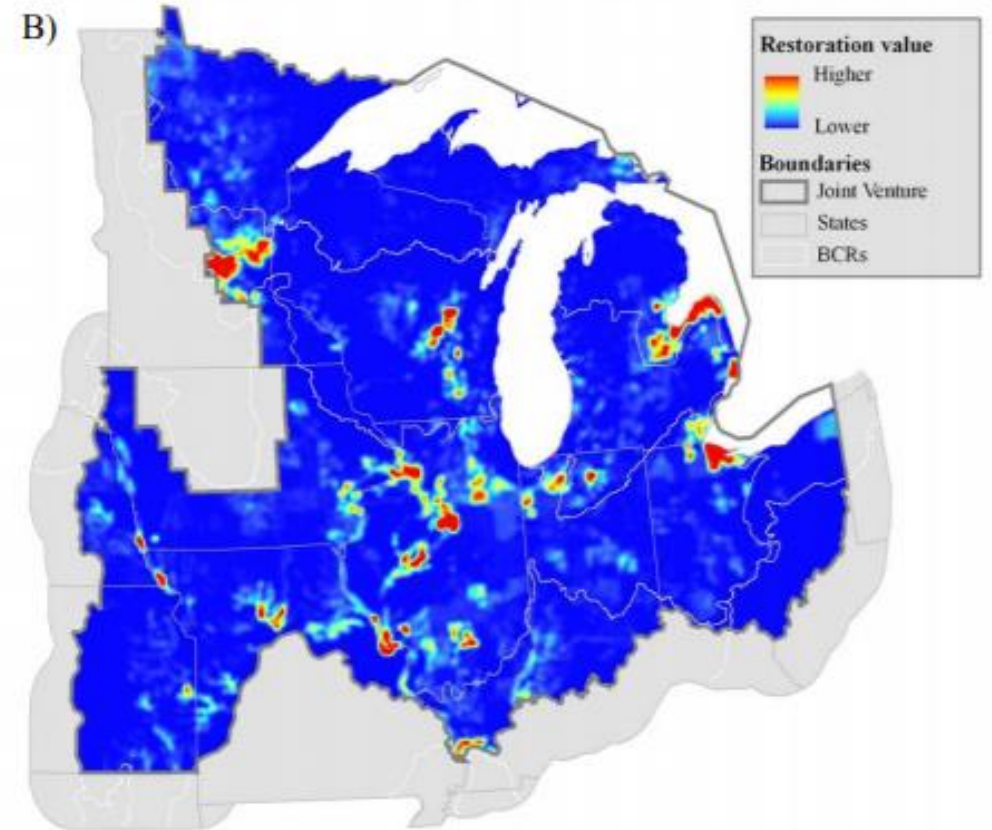 B)
Restoration value
Higher
Lower
Boundaries
Joint Venture
States
BCRs